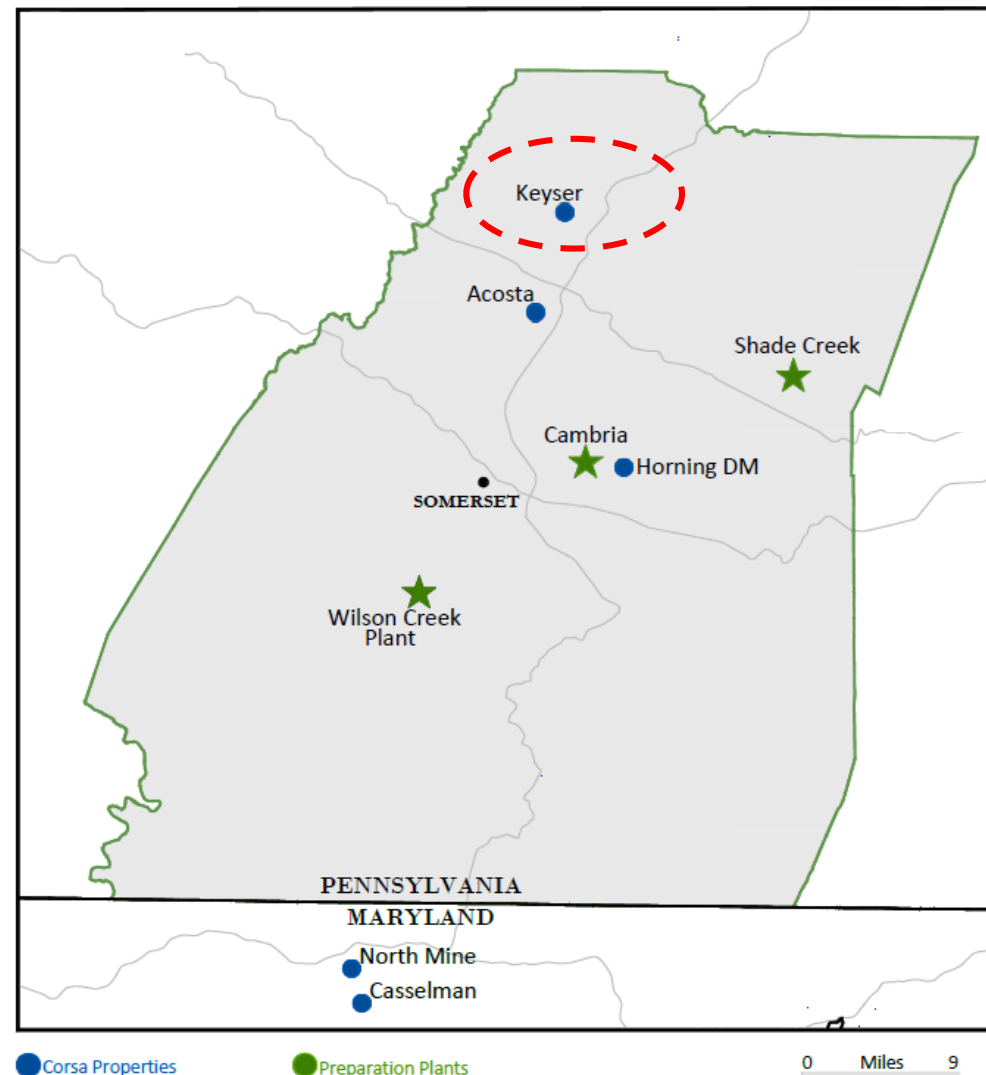 Keyser
Acosta
Shade Creek
Cambria
Horning DM
SOMERSET
Wilson Creek
Plant
PENNSYLVANIA
MARYLAND
North Mine
Casselman
Corsa Properties
Preparation Plants
0 Miles 9